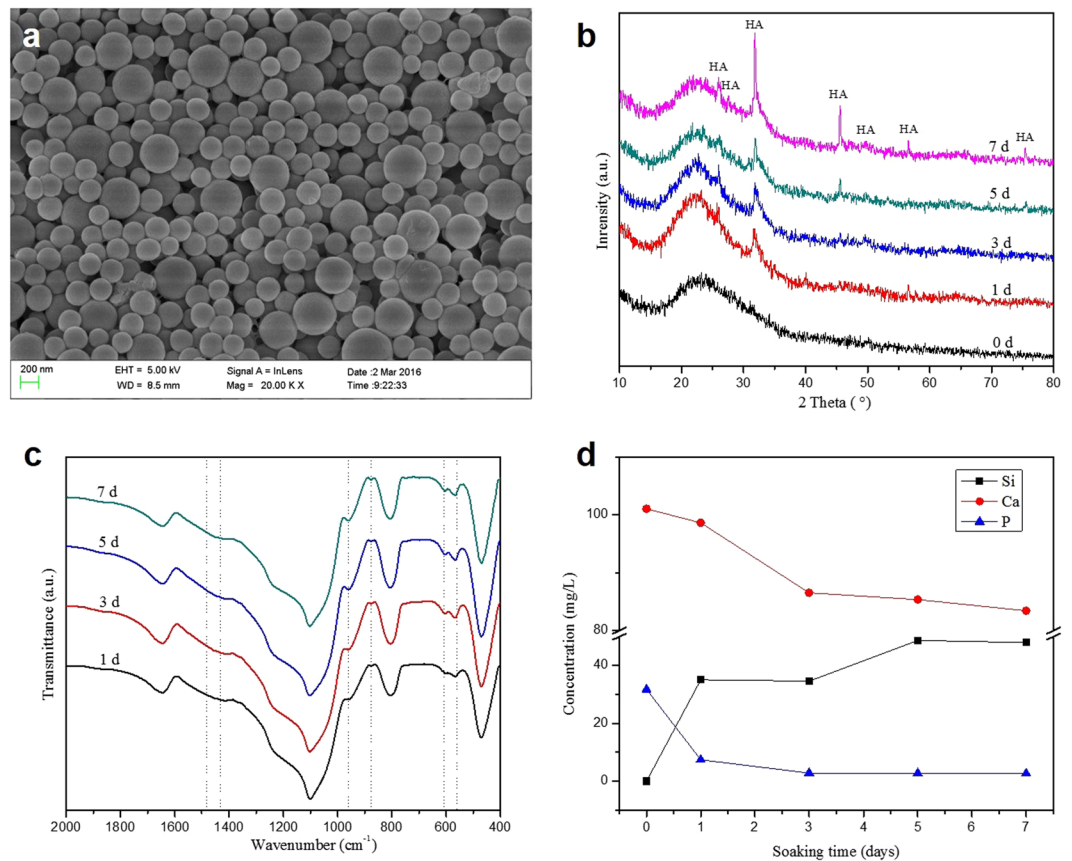 a
200 nm
EHT = 5.00 kV
Signal A = InLens
Date :2 Mar 2016
WD = 8.5 mm
Mag = 20.00 K X
Time :9:22:33
b
HA
HA
HA
HA
HA
HA
HA
7 d
5 d
3 d
1 d
0 d
Inrensity (a.u.)
10 20 30 40 50 60 70 80
2 Theta ( °)
c
7 d
5 d
3 d
1 d
Transmittance (a.u.)
2000 1800 1600 1400 1200 1000 800 600 400
Wavenumber (cm⁻¹)
d
Si
Ca
P
100
80
40
20
0
Concentration (mg/L)
0 1 2 3 4 5 6 7
Soaking time (days)